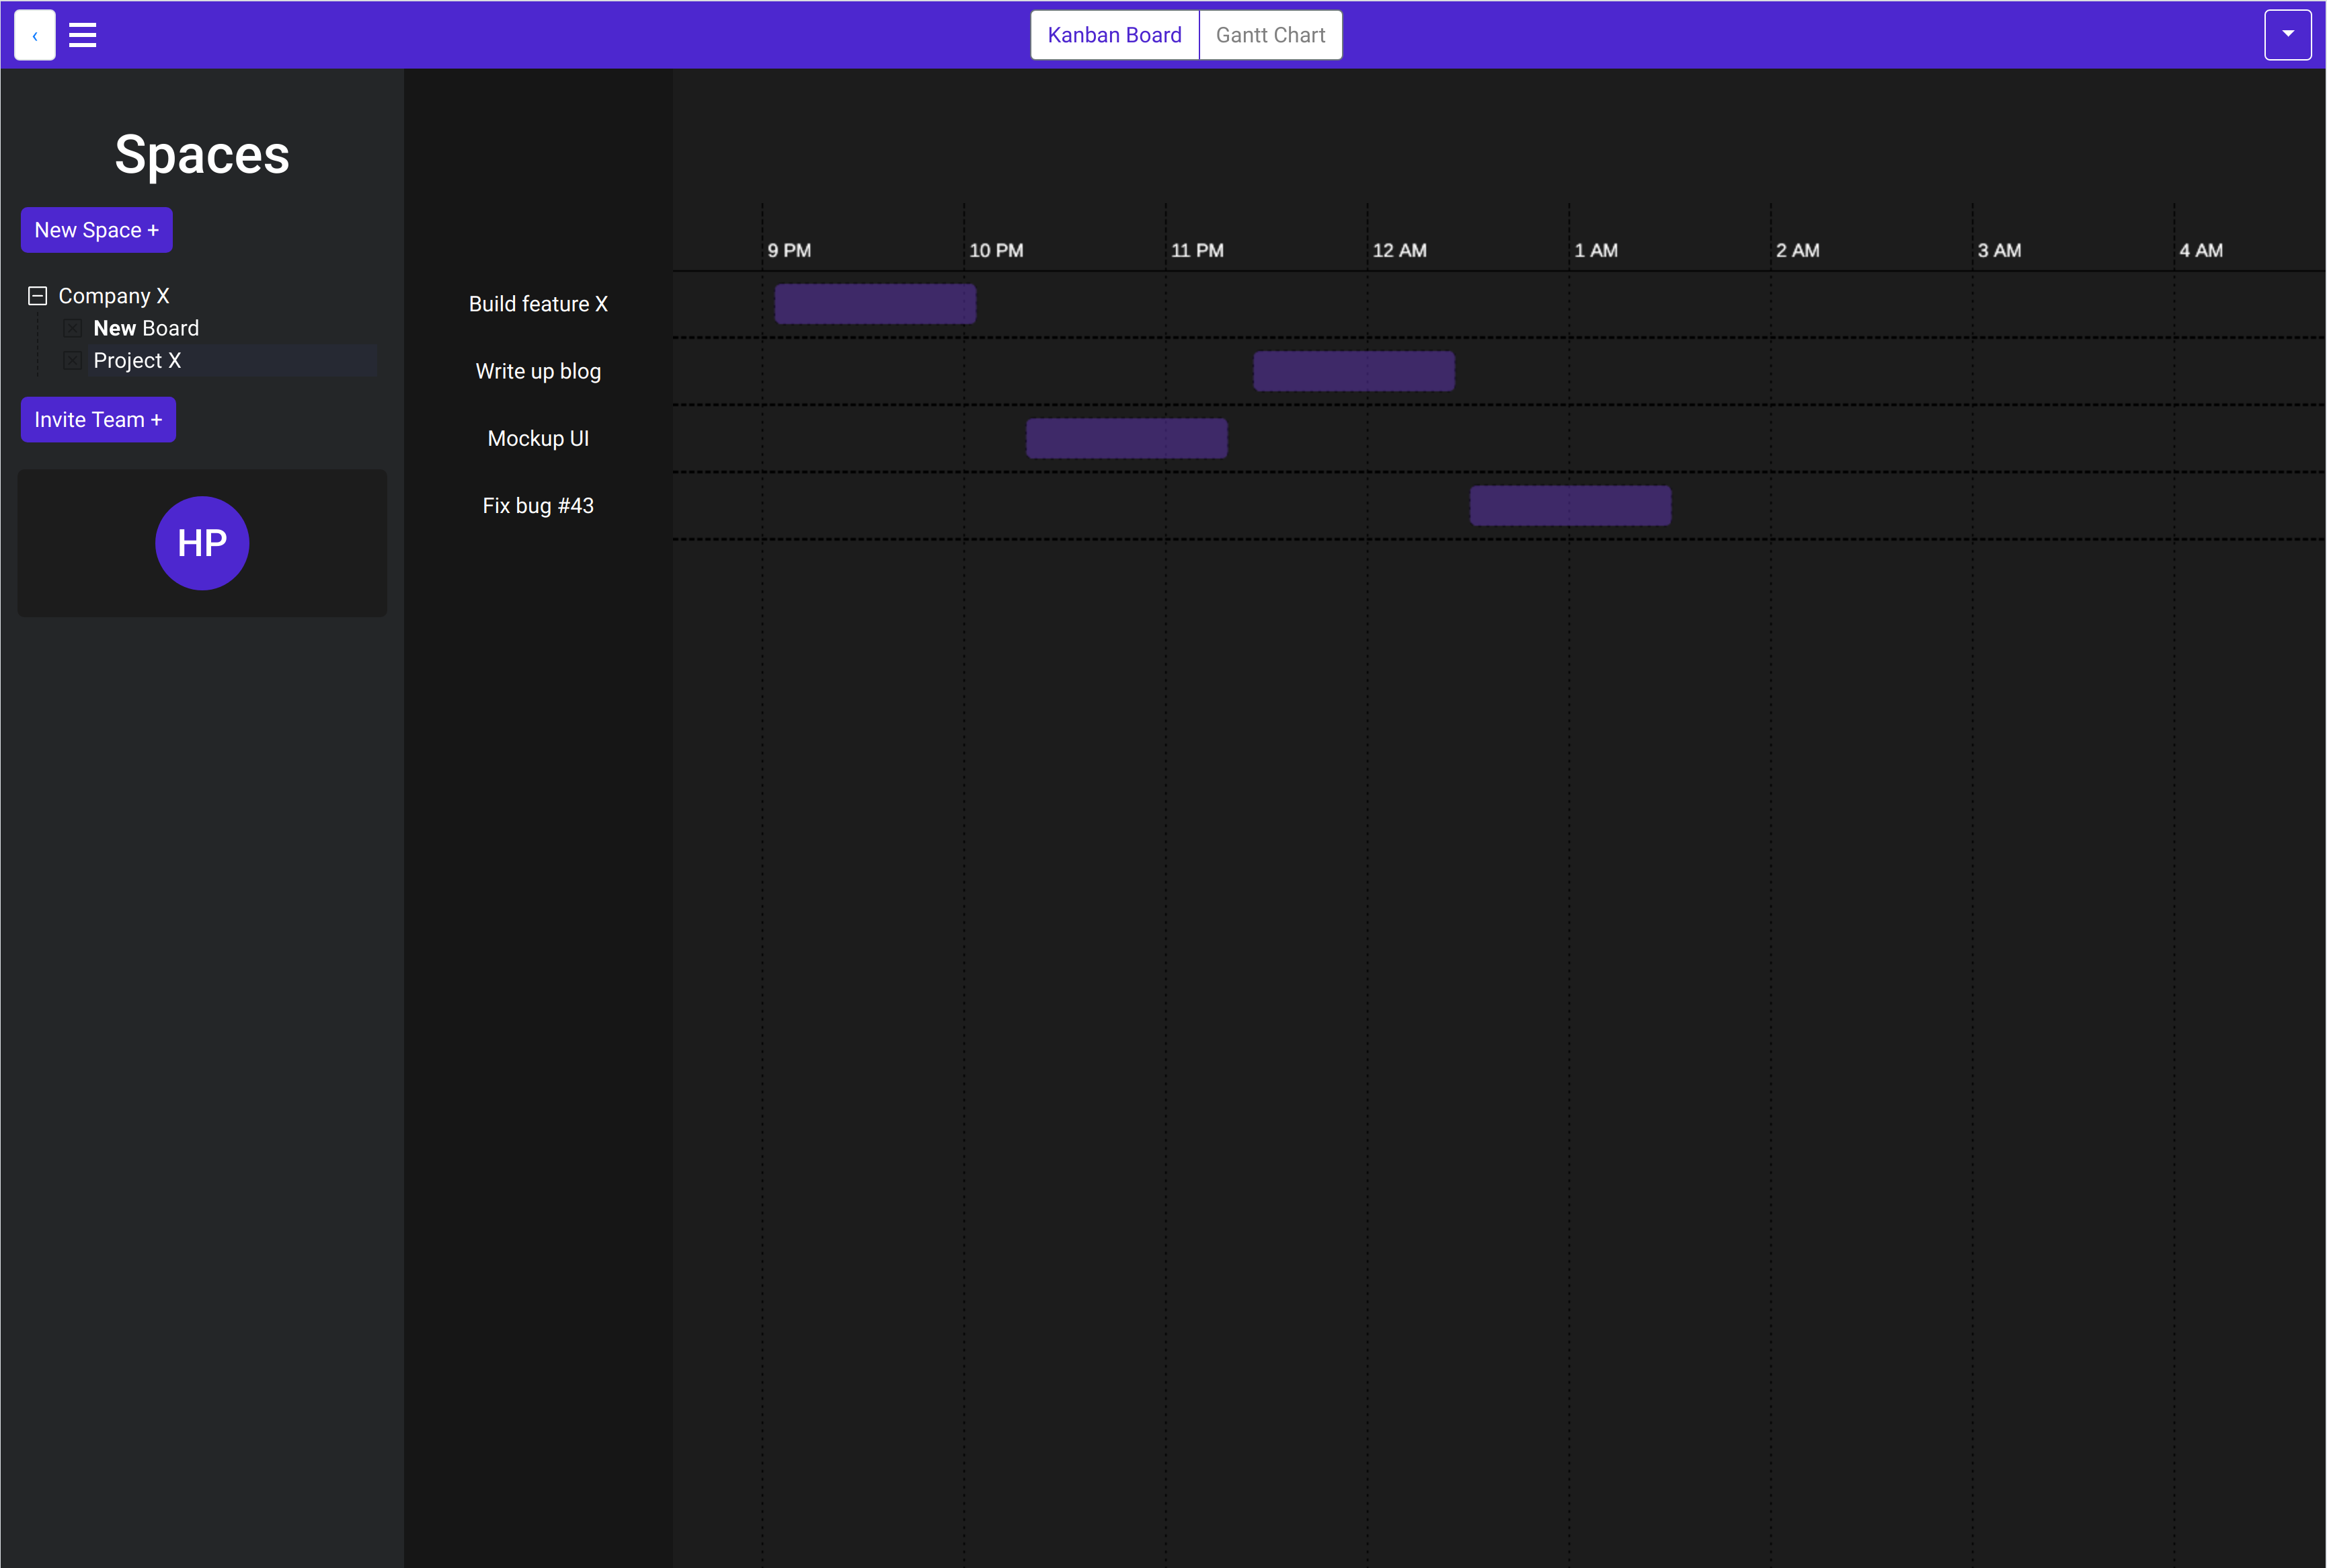 ‹
Kanban Board
Gantt Chart
Spaces
New Space +
Company X
New Board
Project X
Invite Team +
HP
9 PM 10 PM 11 PM 12 AM 1 AM 2 AM 3 AM 4 AM
Build feature X
Write up blog
Mockup UI
Fix bug #43